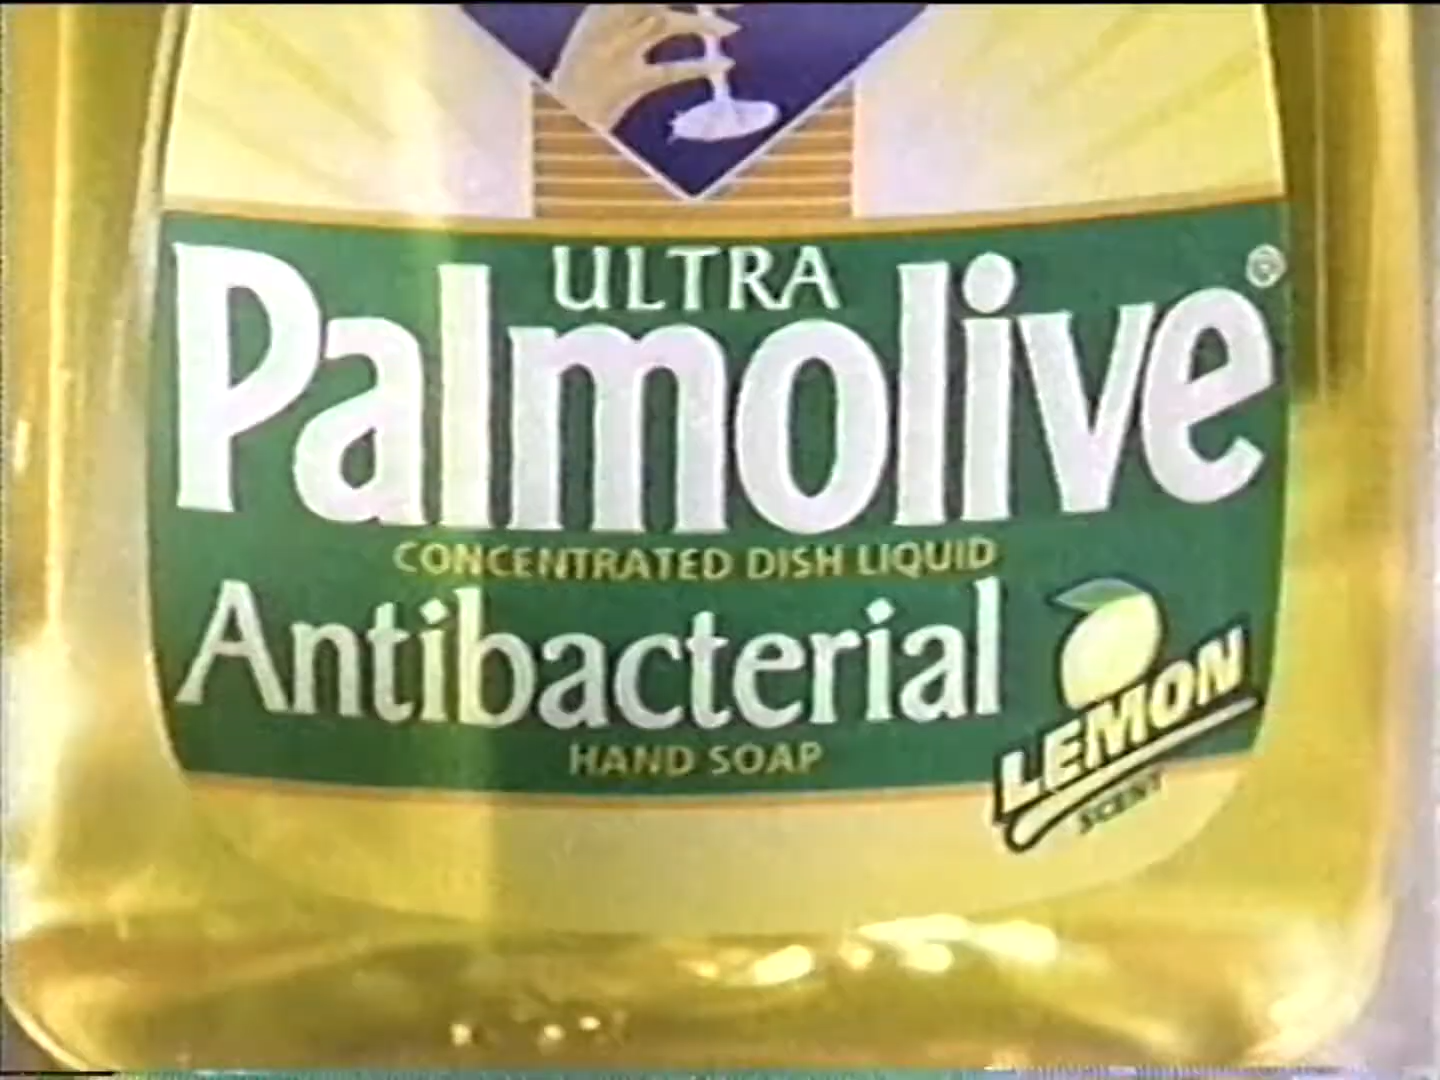 ULTRA
Palmolive®
CONCENTRATED DISH LIQUID
Antibacterial
HAND SOAP
LEMON
SCENT